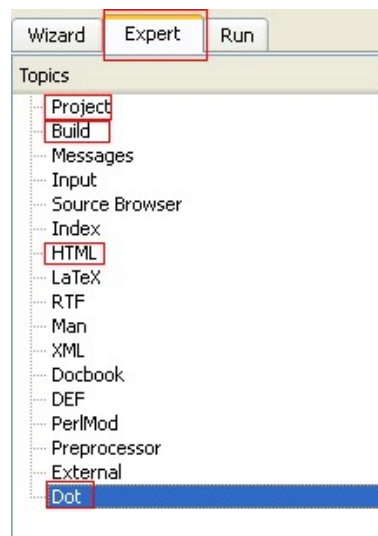 Wizard Expert Run
Topics
Project
Build
Messages
Input
Source Browser
Index
HTML
LaTeX
RTF
Man
XML
Docbook
DEF
PerlMod
Preprocessor
External
Dot